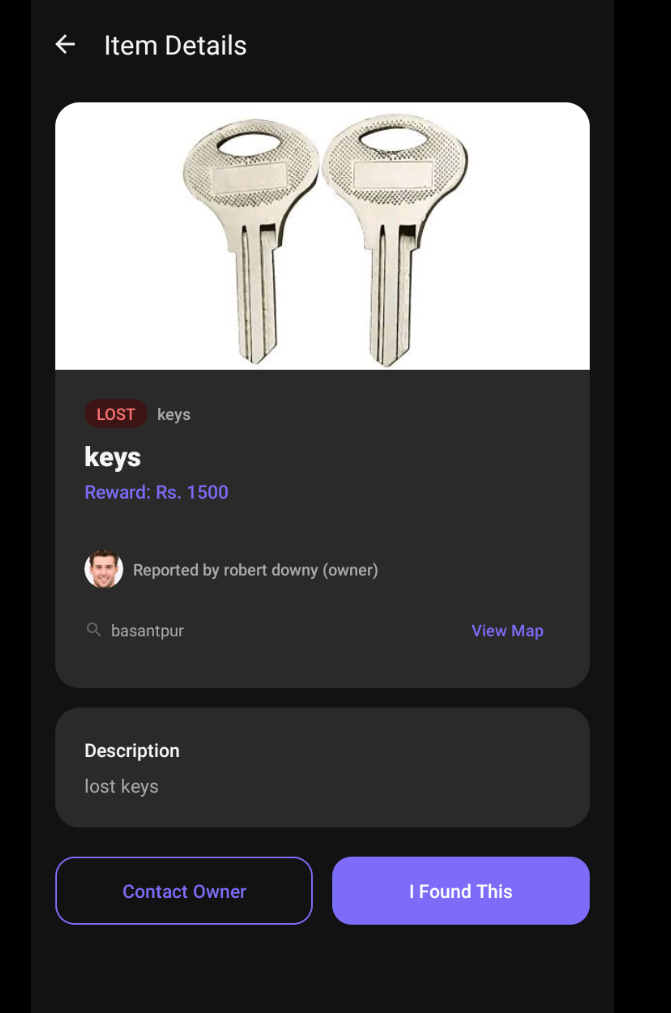 Item Details
LOST keys
keys
Reward: Rs. 1500
Reported by robert downy (owner)
basantpur View Map
Description
lost keys
Contact Owner I Found This